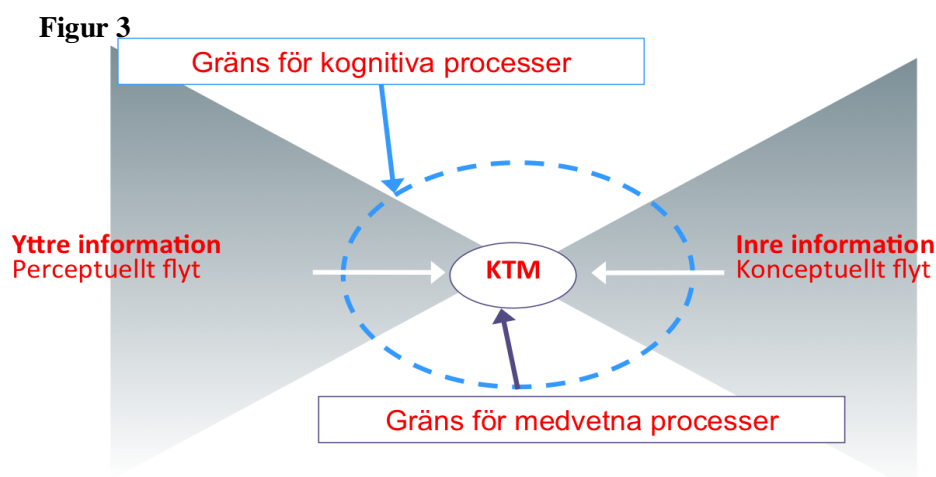 Figur 3
Gräns för kognitiva processer
Yttre information
Perceptuellt flyt
KTM
Inre information
Konceptuellt flyt
Gräns för medvetna processer